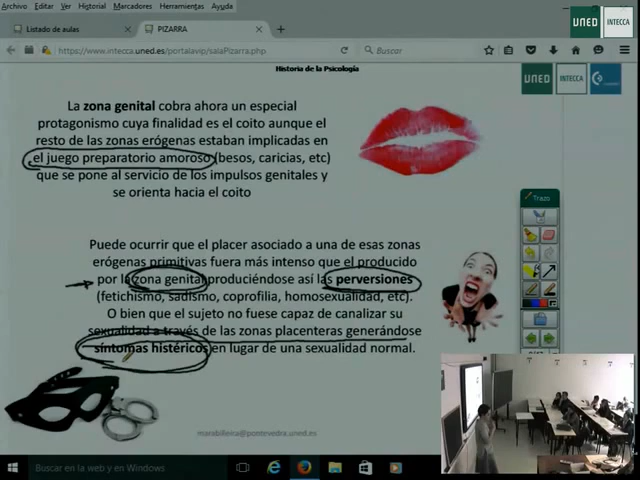 Archivo Editar Ver Historial Marcadores Herramientas Ayuda
Listado de aulas
PIZARRA
https://www.intecca.uned.es/portalavip/salaPizarra.php
Buscar
UNED
INTECCA
Historia de la Psicología
UNED
INTECCA
La zona genital cobra ahora un especial
protagonismo cuya finalidad es el coito aunque el
resto de las zonas erógenas estaban implicadas en
el juego preparatorio amoroso (besos, caricias, etc)
que se pone al servicio de los impulsos genitales y
se orienta hacia el coito
Trazo
Puede ocurrir que el placer asociado a una de esas zonas
erógenas primitivas fuera más intenso que el producido
por la zona genital produciéndose así las perversiones
(fetichismo, sadismo, coprofilia, homosexualidad, etc).
O bien que el sujeto no fuese capaz de canalizar su
sexualidad a través de las zonas placenteras generándose
síntomas histéricos en lugar de una sexualidad normal.
Buscar en la web y en Windows